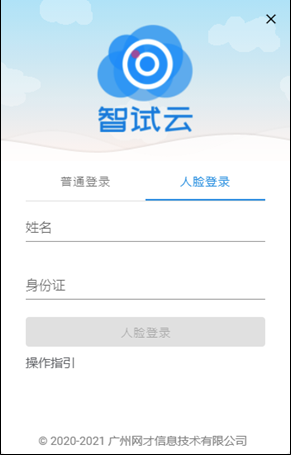 智试云
普通登录 人脸登录
姓名
身份证
人脸登录
操作指引
© 2020-2021 广州网才信息技术有限公司